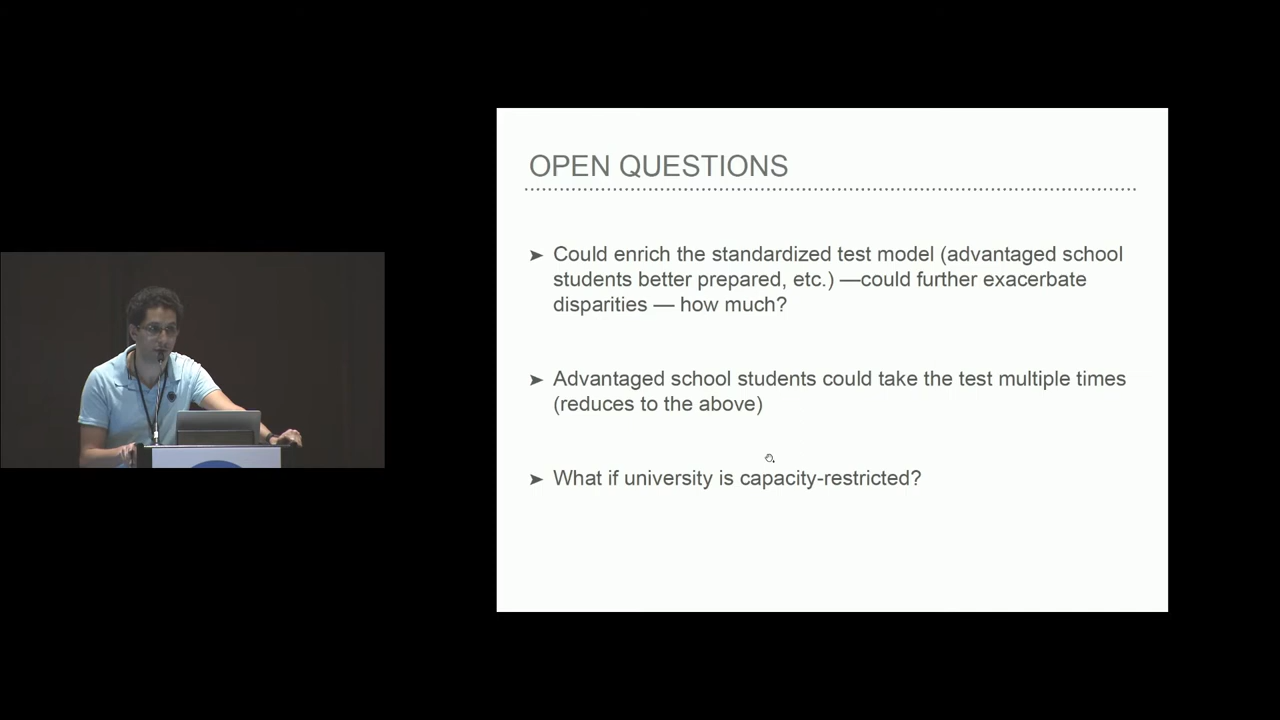 OPEN QUESTIONS
➤ Could enrich the standardized test model (advantaged school
students better prepared, etc.) —could further exacerbate
disparities — how much?
➤ Advantaged school students could take the test multiple times
(reduces to the above)
➤ What if university is capacity-restricted?